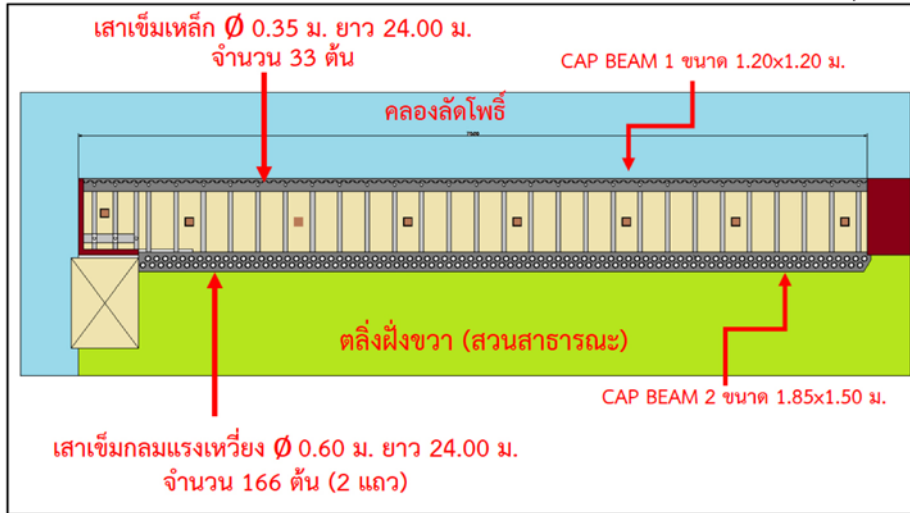 เสาเข็มเหล็ก Ø 0.35 ม. ยาว 24.00 ม.
จำนวน 33 ต้น
CAP BEAM 1 ขนาด 1.20x1.20 ม.
คลองลัดโพธิ์
ตลิ่งฝั่งขวา (สวนสาธารณะ)
CAP BEAM 2 ขนาด 1.85x1.50 ม.
เสาเข็มกลมแรงเหวี่ยง Ø 0.60 ม. ยาว 24.00 ม.
จำนวน 166 ต้น (2 แถว)